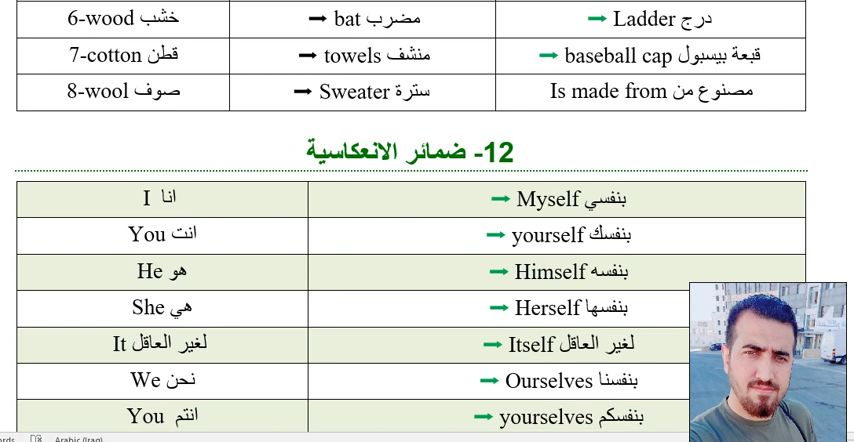 6-wood خشب → bat مضرب → Ladder درج
7-cotton قطن → towels منشف → baseball cap قبعة بيسبول
8-wool صوف → Sweater سترة Is made from مصنوع من
12- ضمائر الانعكاسية
I انا → Myself بنفسي
You انت → yourself بنفسك
He هو → Himself بنفسه
She هي → Herself بنفسها
It لغير العاقل → Itself لغير العاقل
We نحن → Ourselves بنفسنا
You انتم → yourselves بنفسكم
Arabic (Iraq)